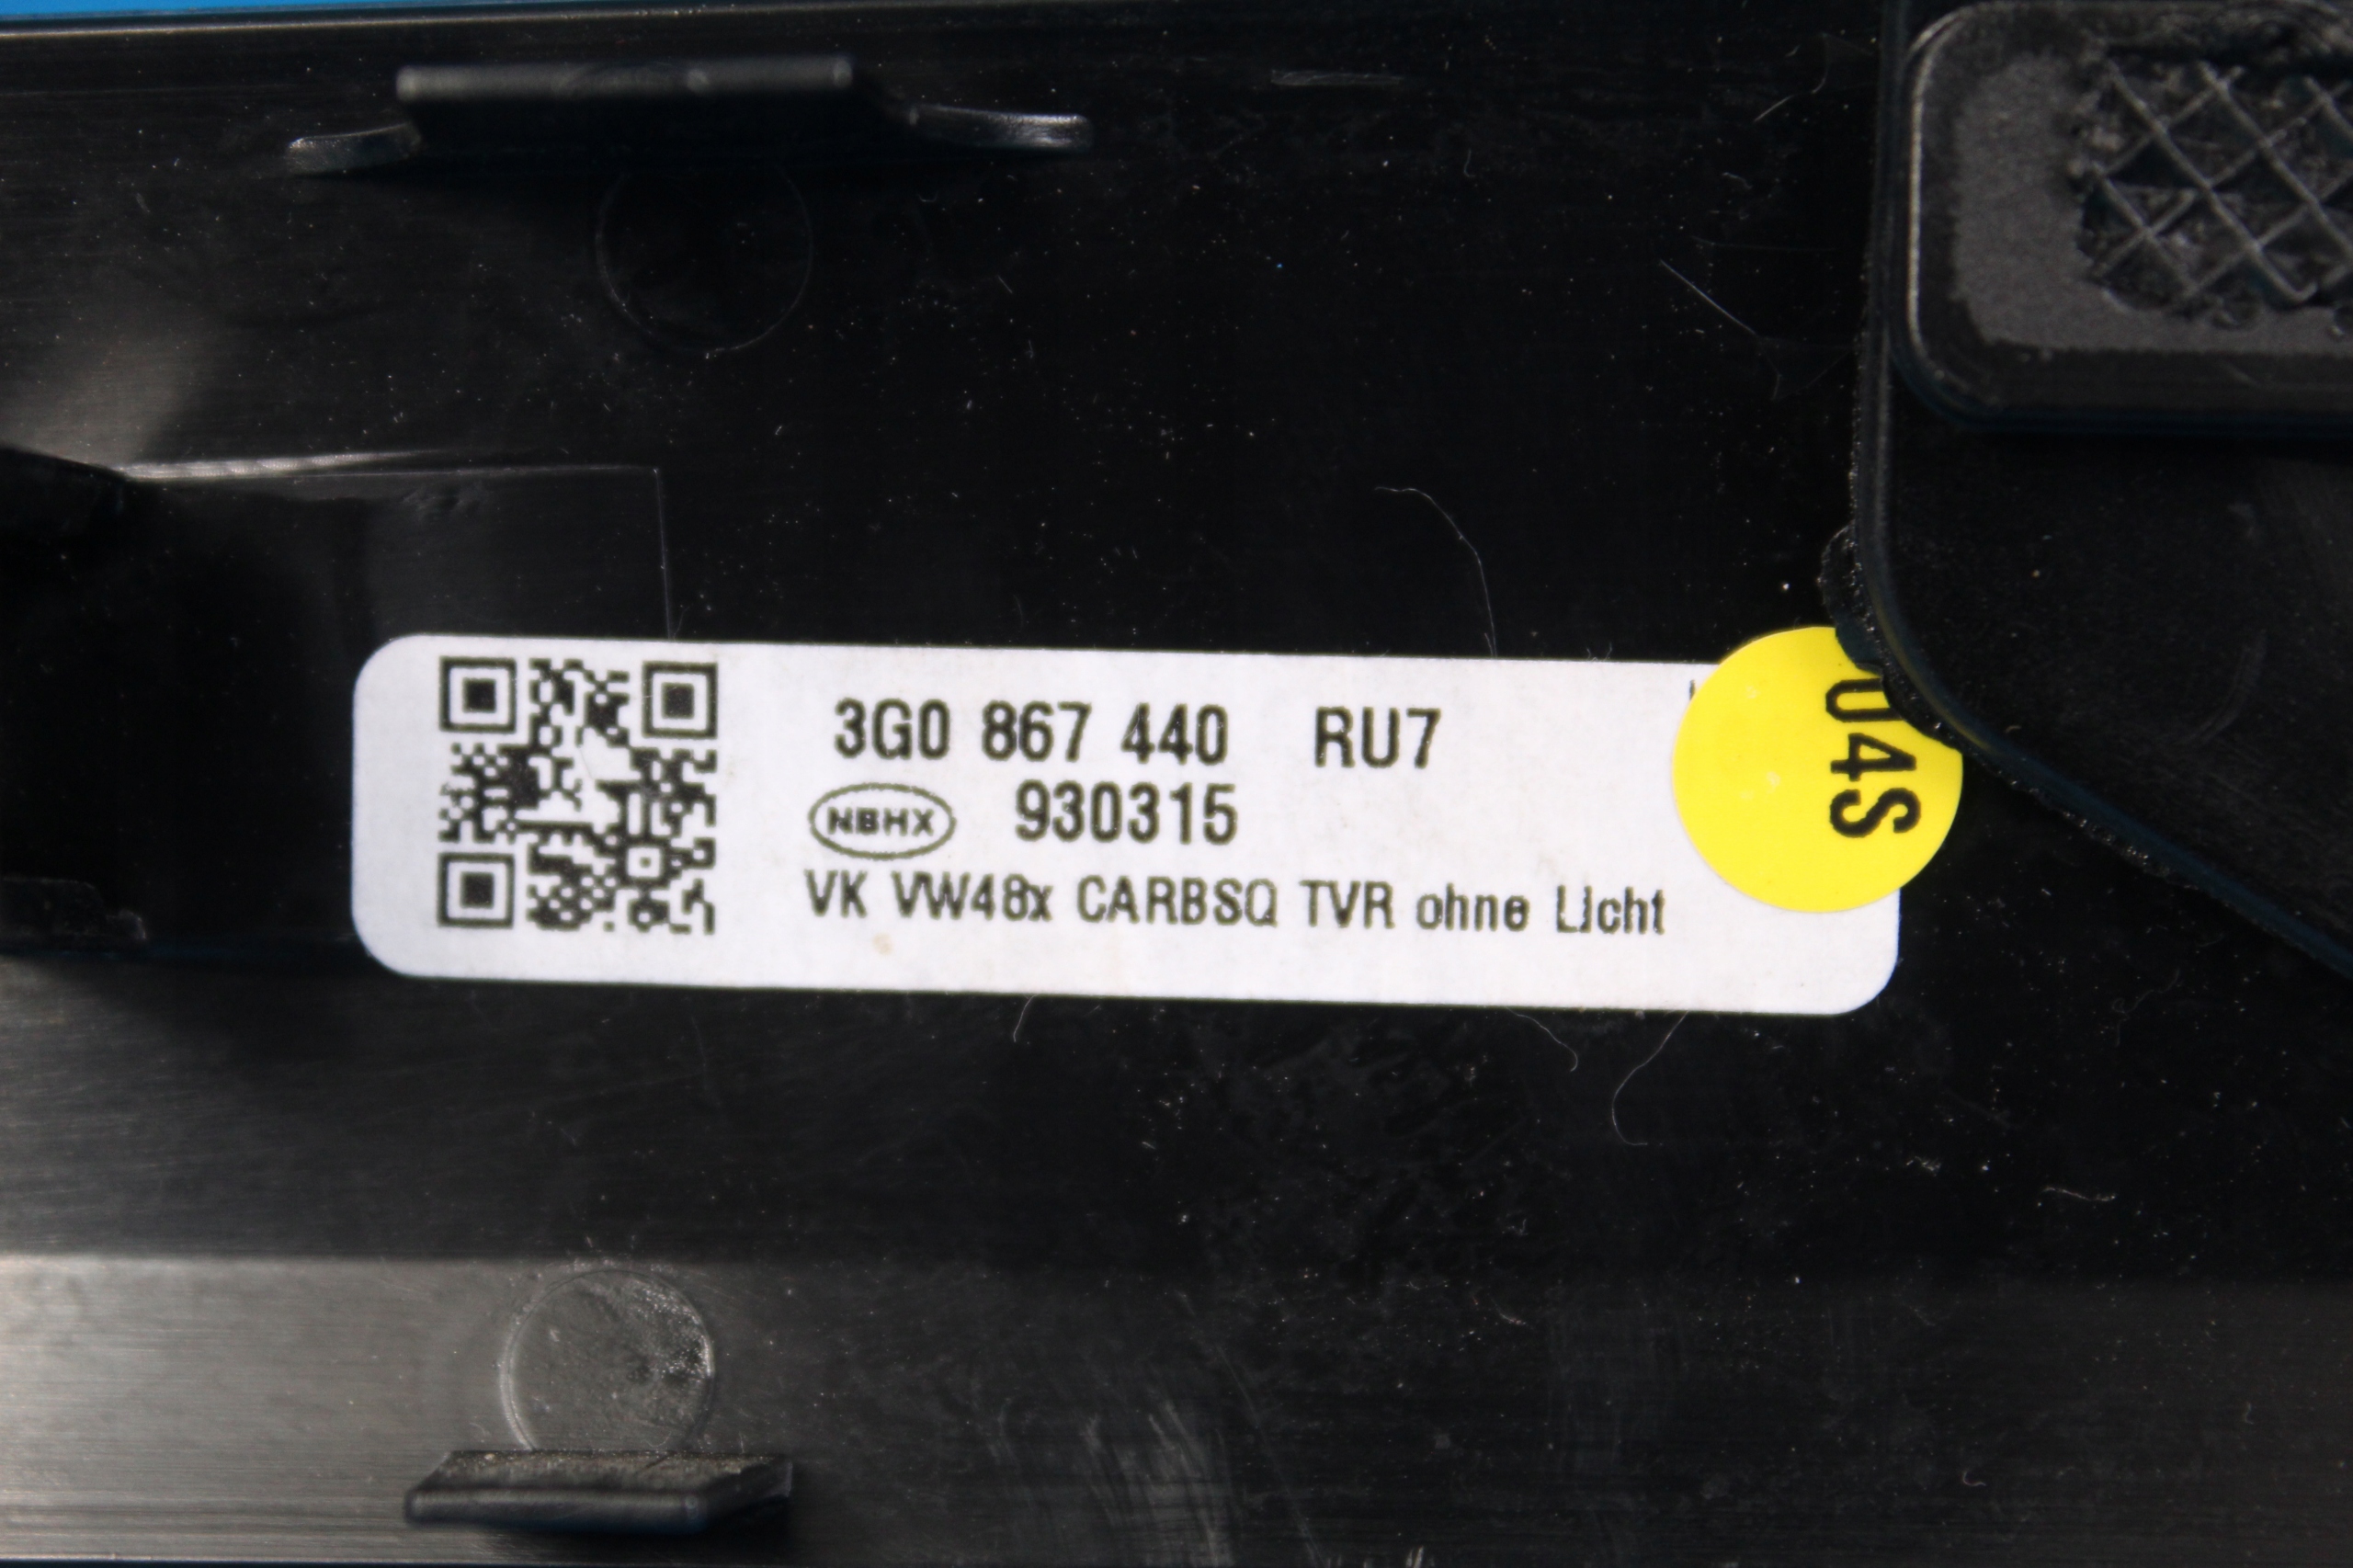 3G0 867 440 RU7
NBHX 930315
VK VW48x CARBSQ TVR ohne Licht
04S